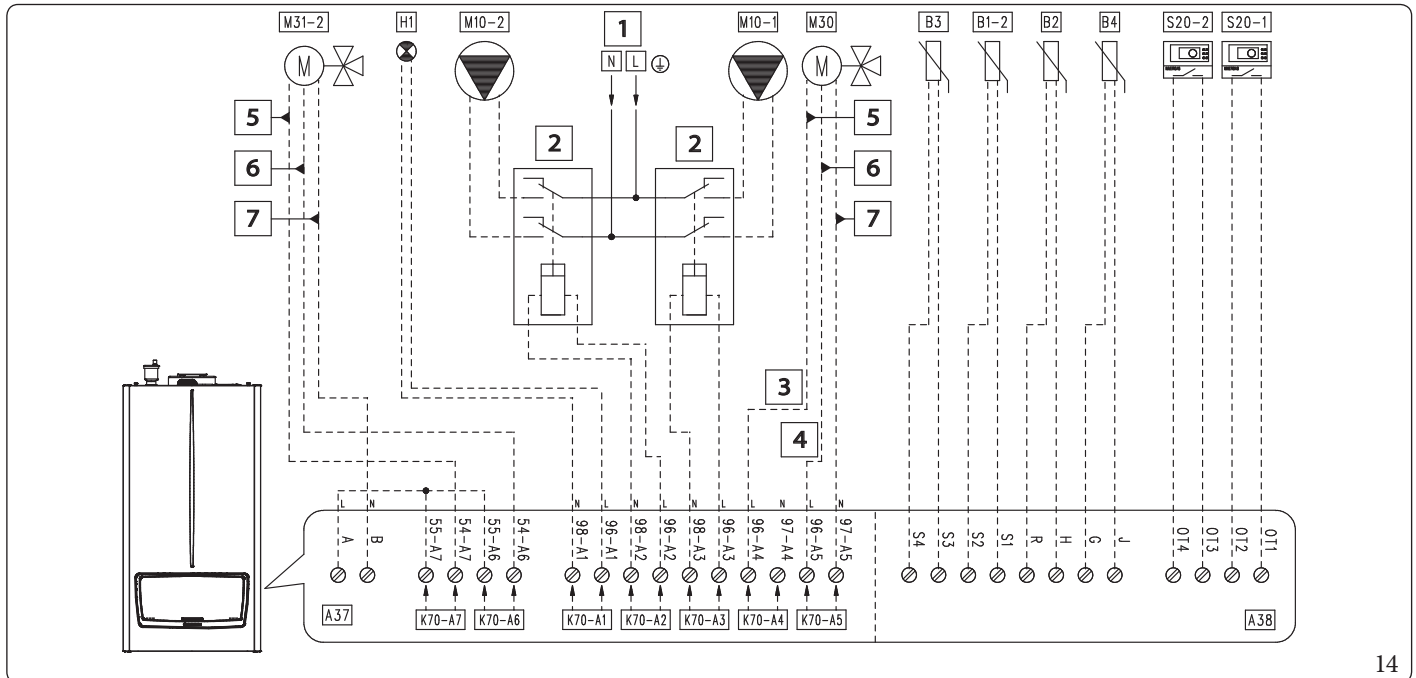 M31-2 H1 M10-2 1 M10-1 M30 B3 B1-2 B2 B4 S20-2 S20-1
N L
M M
5 5
2 2
6 6
7 7
3
4
L N N L N L N L L N L N
A B 55-A7 54-A7 55-A6 54-A6 98-A1 96-A1 98-A2 96-A2 98-A3 96-A3 96-A4 97-A4 96-A5 97-A5 S4 S3 S2 S1 R H G J OT4 OT3 OT2 OT1
A37 K70-A7 K70-A6 K70-A1 K70-A2 K70-A3 K70-A4 K70-A5 A38
14